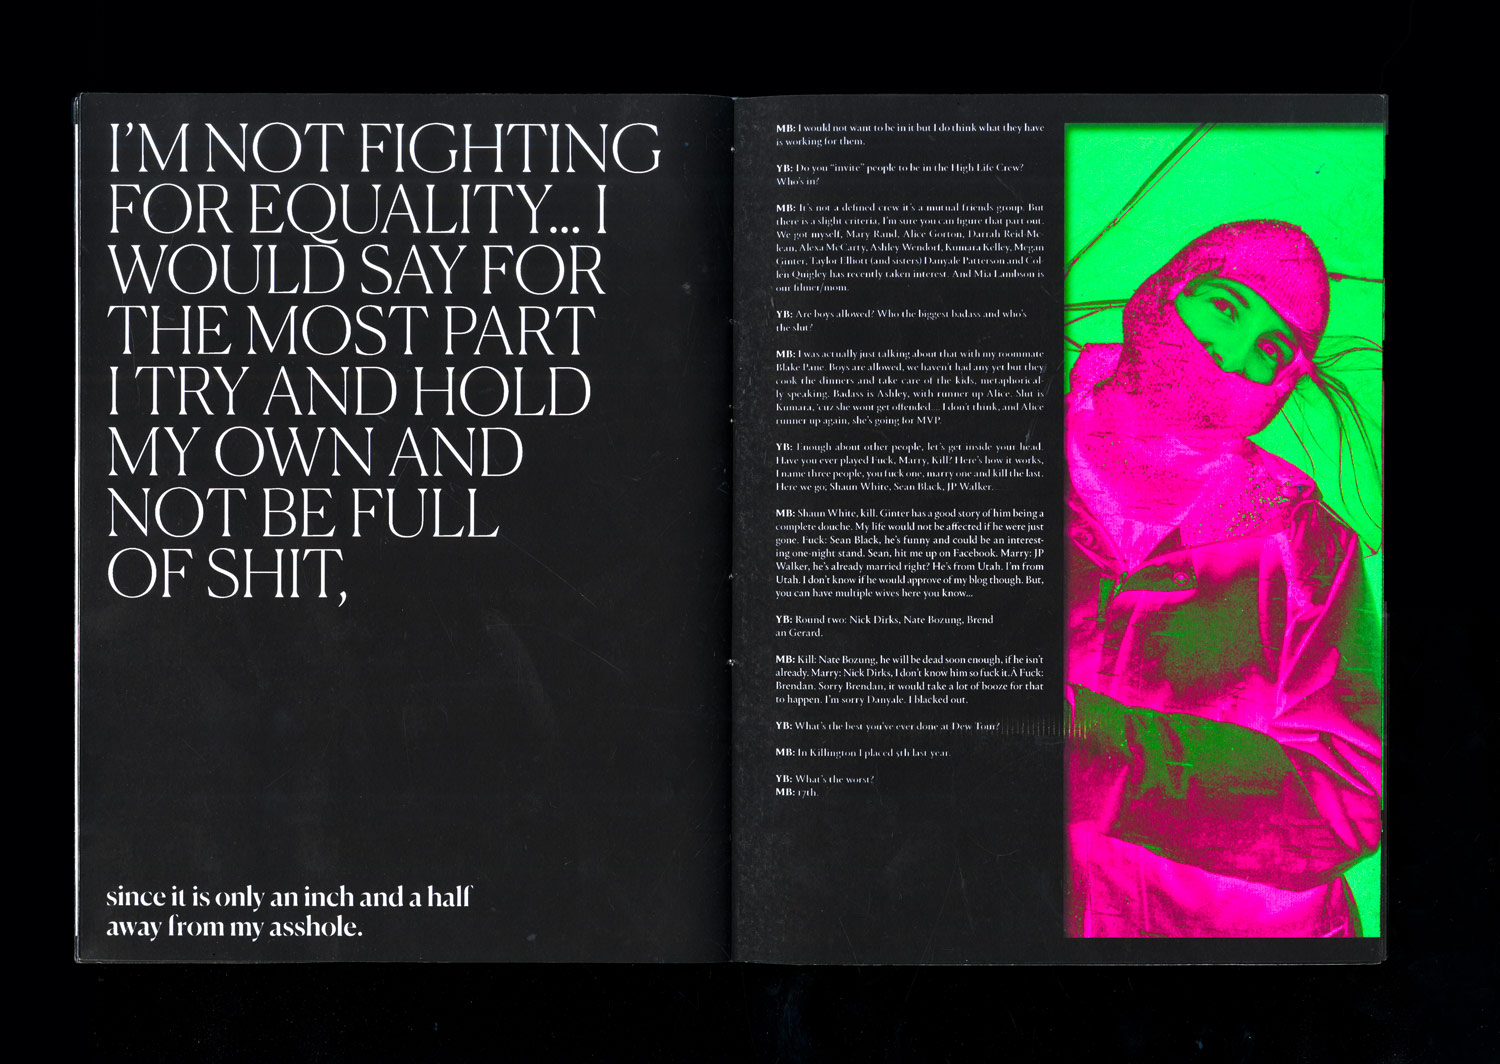 I'M NOT FIGHTING
FOR EQUALITY... I
WOULD SAY FOR
THE MOST PART
I TRY AND HOLD
MY OWN AND
NOT BE FULL
OF SHIT,
since it is only an inch and a half
away from my asshole.
MB: I would not want to be in it but I do think what they have
is working for them.
YB: Do you "invite" people to be in the High Life Crew?
Who's in?
MB: It's not a defined crew it's a mutual friends group. But
there is a slight criteria, I'm sure you can figure that part out.
We got myself, Mary Rand, Alice Gorton, Darrah Reid-Mc-
lean, Alexa McCarty, Ashley Wendorf, Kumara Kelley, Megan
Ginter, Taylor Elliott (and sisters) Danyale Patterson and Col-
len Quigley has recently taken interest. And Mia Lambson is
our filmer/mom.
YB: Are boys allowed? Who the biggest badass and who's
the slut?
MB: I was actually just talking about that with my roommate
Blake Pane. Boys are allowed, we haven't had any yet but they
cook the dinners and take care of the kids, metaphorical-
ly speaking. Badass is Ashley, with runner up Alice. Slut is
Kumara, 'cuz she wont get offended.... I don't think, and Alice
runner up again, she's going for MVP.
YB: Enough about other people, let's get inside your head.
Have you ever played Fuck, Marry, Kill? Here's how it works,
I name three people, you fuck one, marry one and kill the last.
Here we go; Shaun White, Sean Black, JP Walker.
MB: Shaun White, kill. Ginter has a good story of him being a
complete douche. My life would not be affected if he were just
gone. Fuck: Sean Black, he's funny and could be an interest-
ing one-night stand. Sean, hit me up on Facebook. Marry: JP
Walker, he's already married right? He's from Utah. I'm from
Utah. I don't know if he would approve of my blog though. But,
you can have multiple wives here you know...
YB: Round two: Nick Dirks, Nate Bozung, Brend
an Gerard.
MB: Kill: Nate Bozung, he will be dead soon enough, if he isn't
already. Marry: Nick Dirks, I don't know him so fuck it.Â Fuck:
Brendan. Sorry Brendan, it would take a lot of booze for that
to happen. I'm sorry Danyale. I blacked out.
YB: What's the best you've ever done at Dew Tour?
MB: In Killington I placed 5th last year.
YB: What's the worst?
MB: 17th.